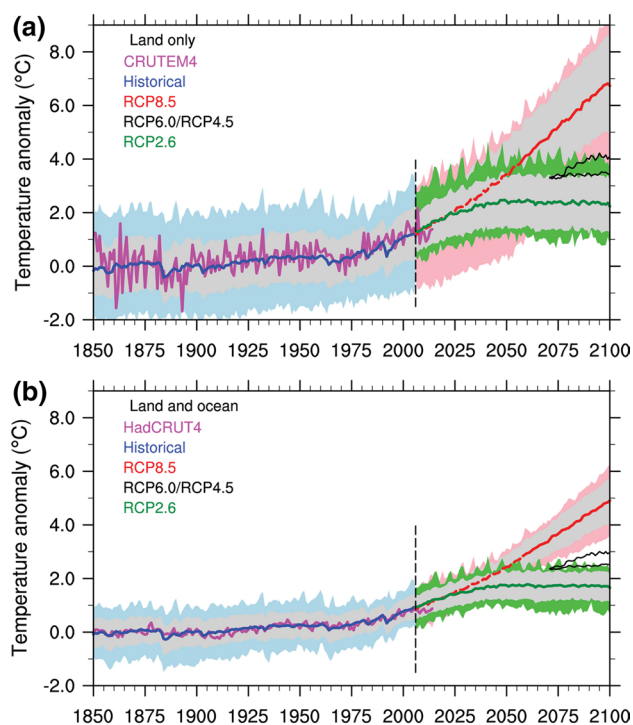 (a)
Temperature anomaly (°C)
8.0
6.0
4.0
2.0
0.0
-2.0
Land only
CRUTEM4
Historical
RCP8.5
RCP6.0/RCP4.5
RCP2.6
1850 1875 1900 1925 1950 1975 2000 2025 2050 2075 2100
(b)
Temperature anomaly (°C)
8.0
6.0
4.0
2.0
0.0
-2.0
Land and ocean
HadCRUT4
Historical
RCP8.5
RCP6.0/RCP4.5
RCP2.6
1850 1875 1900 1925 1950 1975 2000 2025 2050 2075 2100